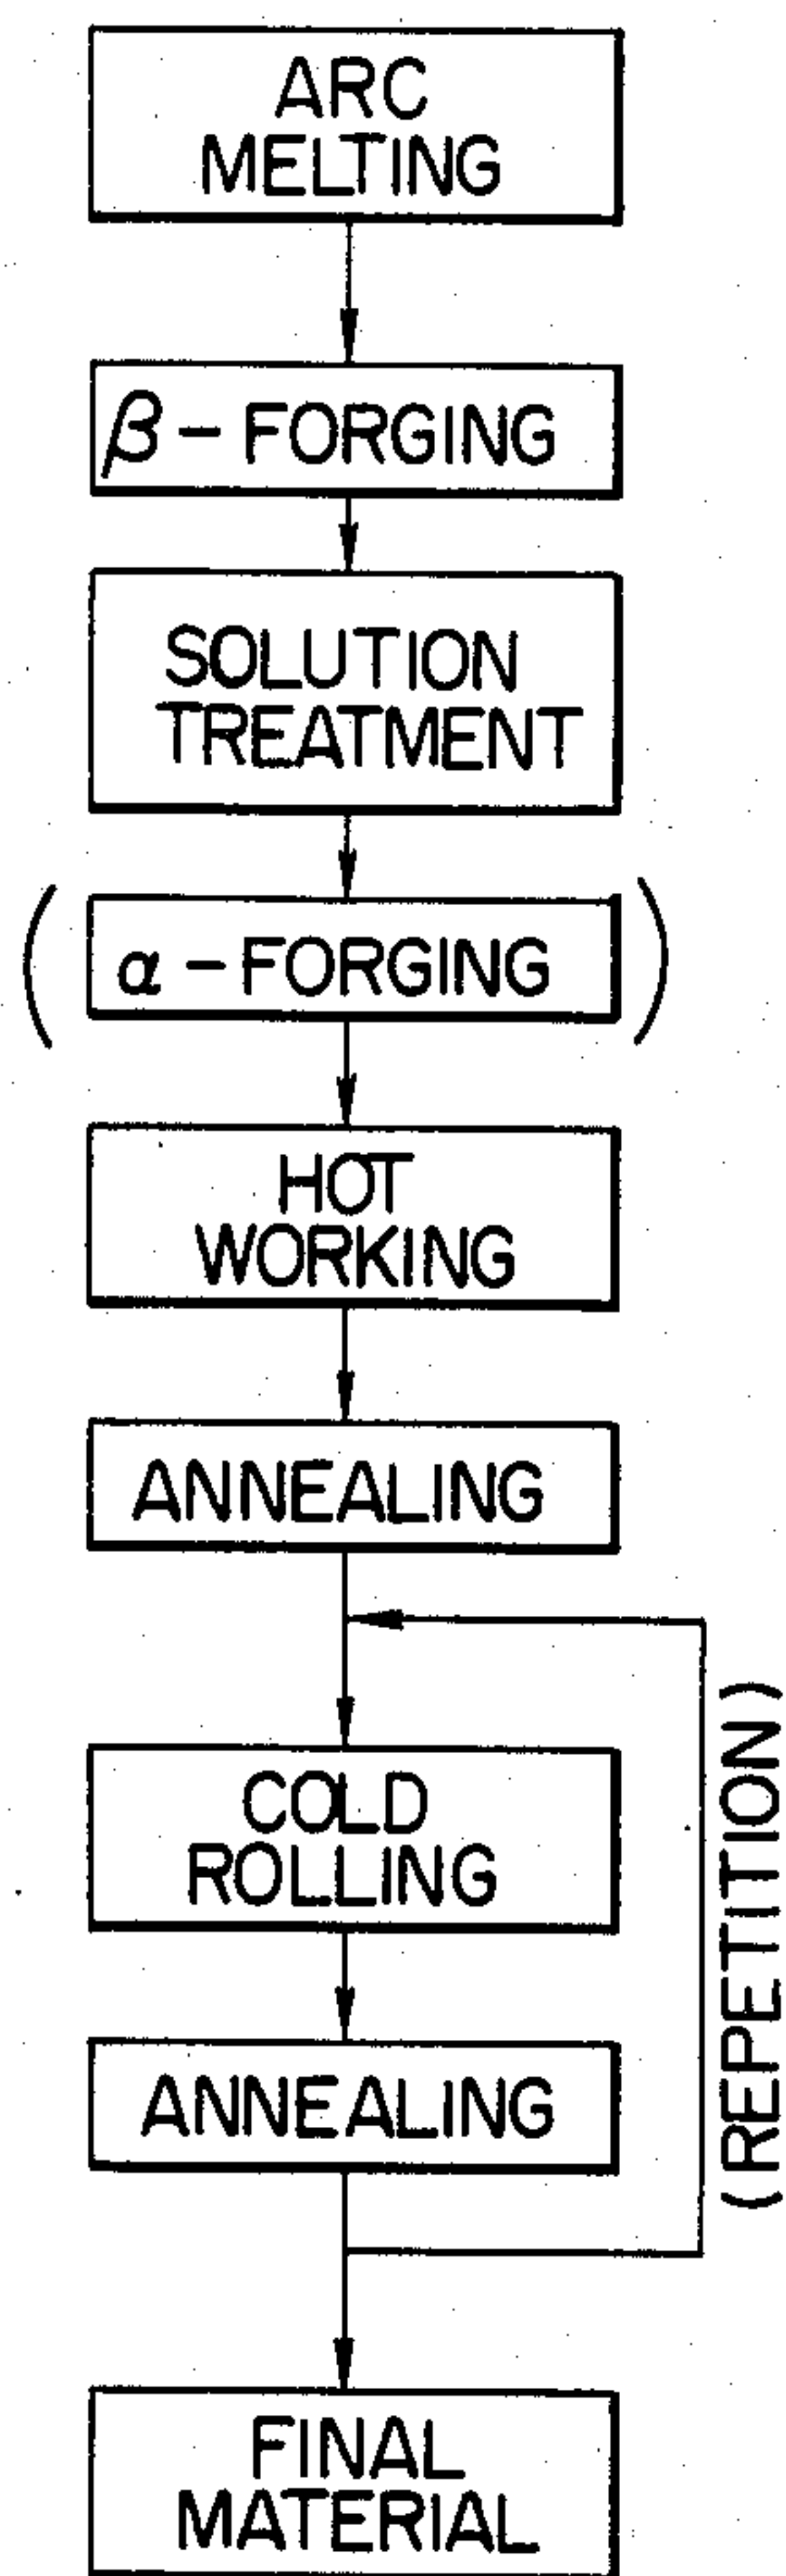 ARC
MELTING
β - FORGING
SOLUTION
TREATMENT
( α - FORGING )
HOT
WORKING
ANNEALING
COLD
ROLLING
ANNEALING
(REPETITION)
FINAL
MATERIAL